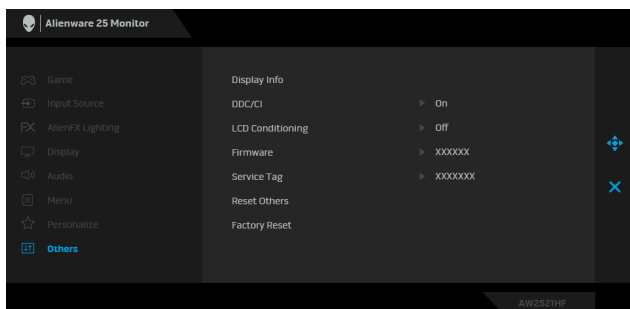 Alienware 25 Monitor
Game
Input Source
AlienFX Lighting
Display
Audio
Menu
Personalize
Others
Display Info
DDC/CI On
LCD Conditioning Off
Firmware XXXXXX
Service Tag XXXXXXX
Reset Others
Factory Reset
AW2521HF